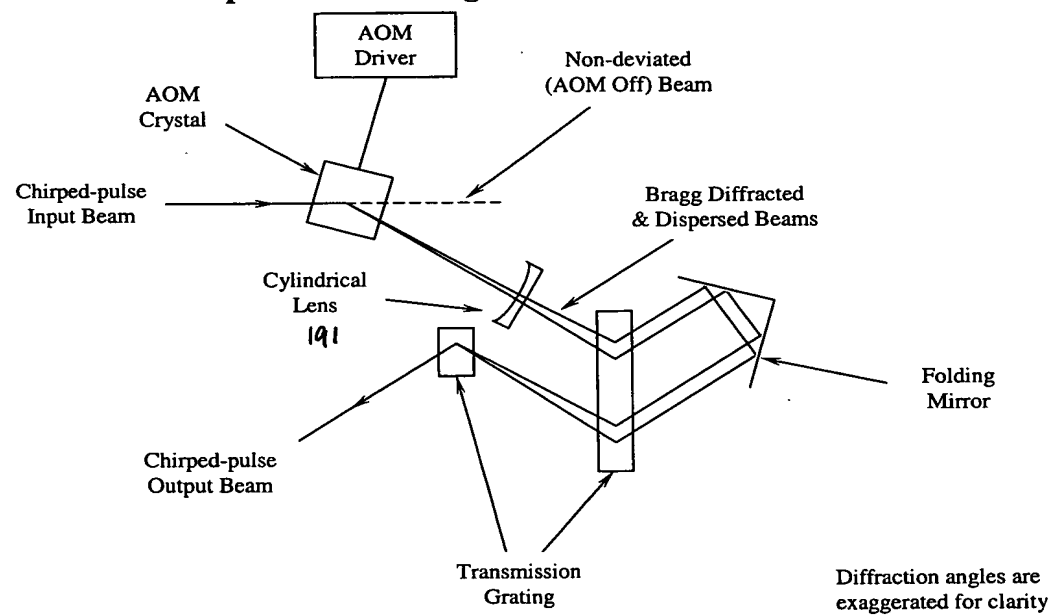 AOM
Driver
Non-deviated
(AOM Off) Beam
AOM
Crystal
Chirped-pulse
Input Beam
Bragg Diffracted
& Dispersed Beams
Cylindrical
Lens
191
Folding
Mirror
Chirped-pulse
Output Beam
Transmission
Grating
Diffraction angles are
exaggerated for clarity